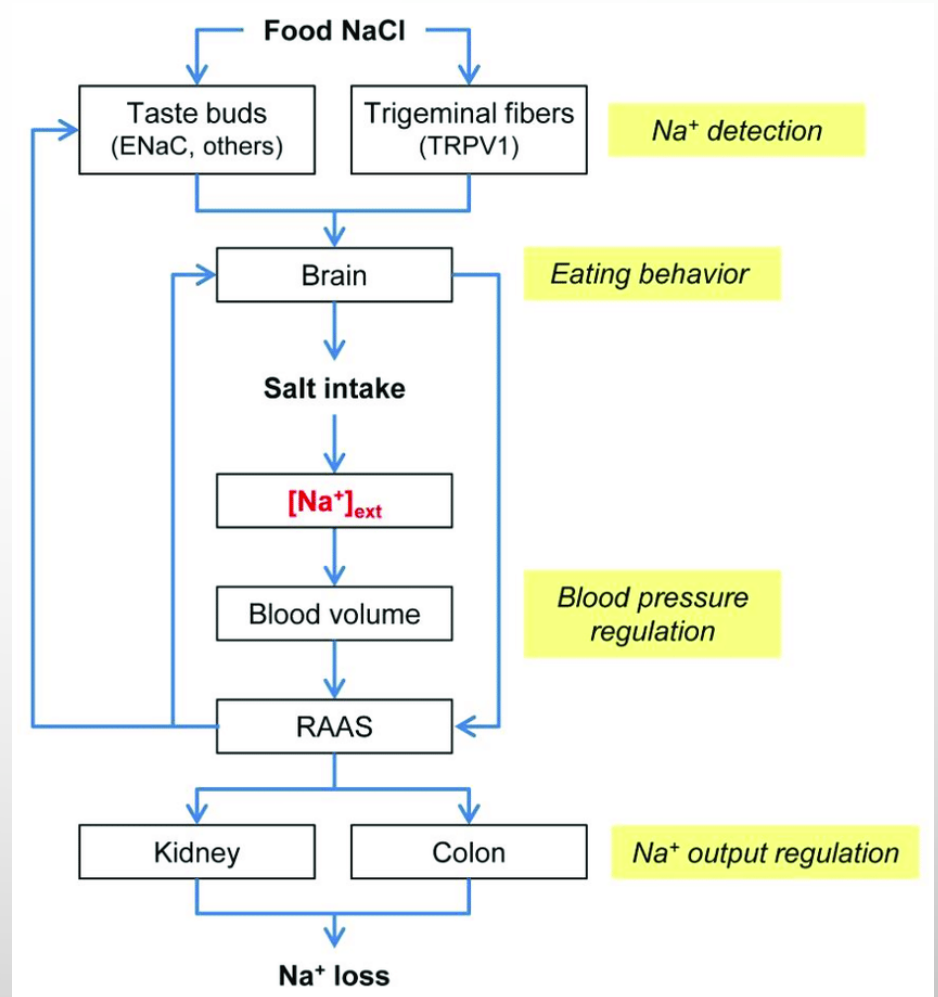 Food NaCl
Taste buds
(ENaC, others)
Trigeminal fibers
(TRPV1)
Na⁺ detection
Brain
Eating behavior
Salt intake
[Na⁺]ext
Blood volume
Blood pressure
regulation
RAAS
Kidney
Colon
Na⁺ output regulation
Na⁺ loss